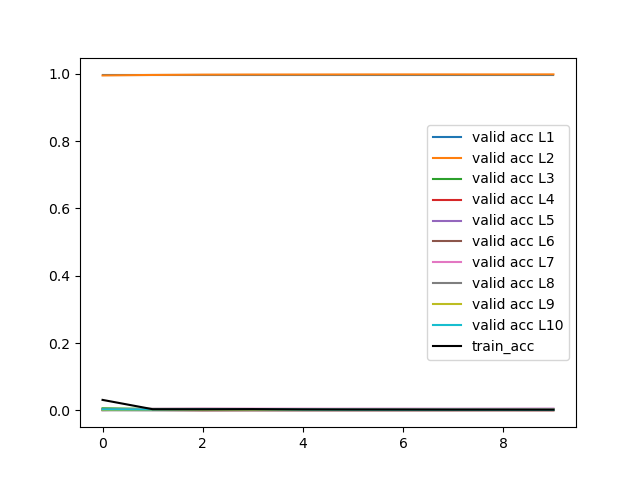 1.0
0.8
0.6
0.4
0.2
0.0
0 2 4 6 8
valid acc L1
valid acc L2
valid acc L3
valid acc L4
valid acc L5
valid acc L6
valid acc L7
valid acc L8
valid acc L9
valid acc L10
train_acc